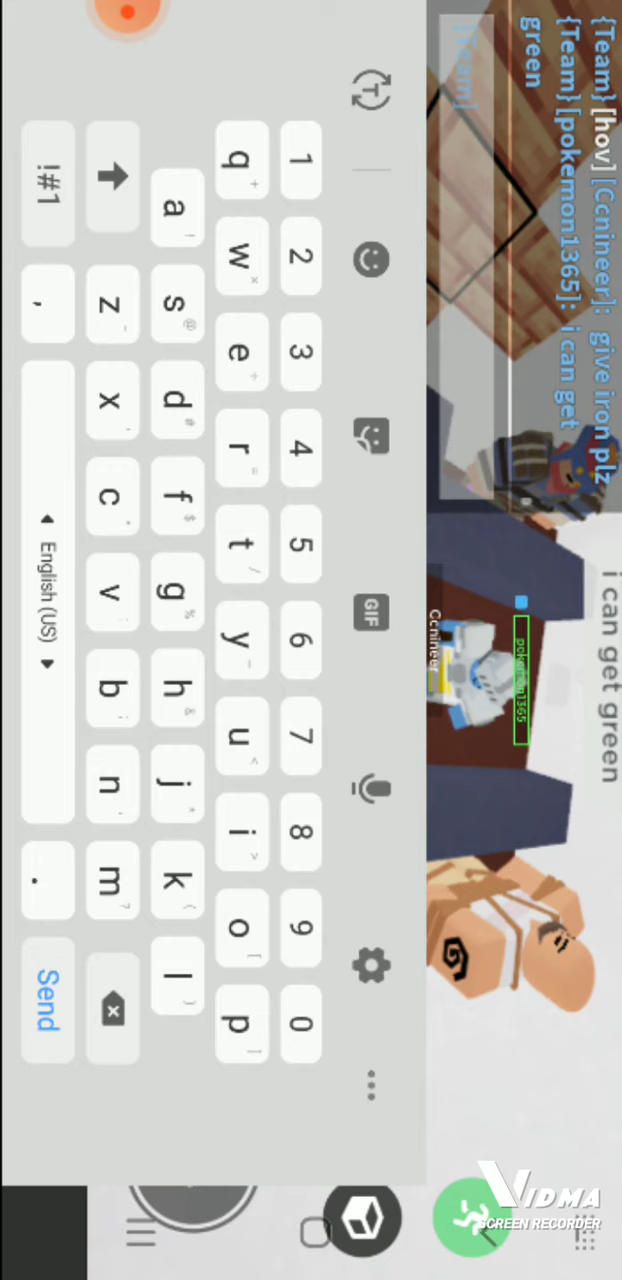 {Team} [hov] [Ccnineer]: give iron plz
{Team} [pokemon1365]: i can get
green
[Team]
i can get green
pokemon1365
Ccnineer
T
GIF
1 2 3 4 5 6 7 8 9 0
q w e r t y u i o p
a s d f g h j k l
z x c v b n m
!#1 , English (US) . Send
VIDMA
SCREEN RECORDER